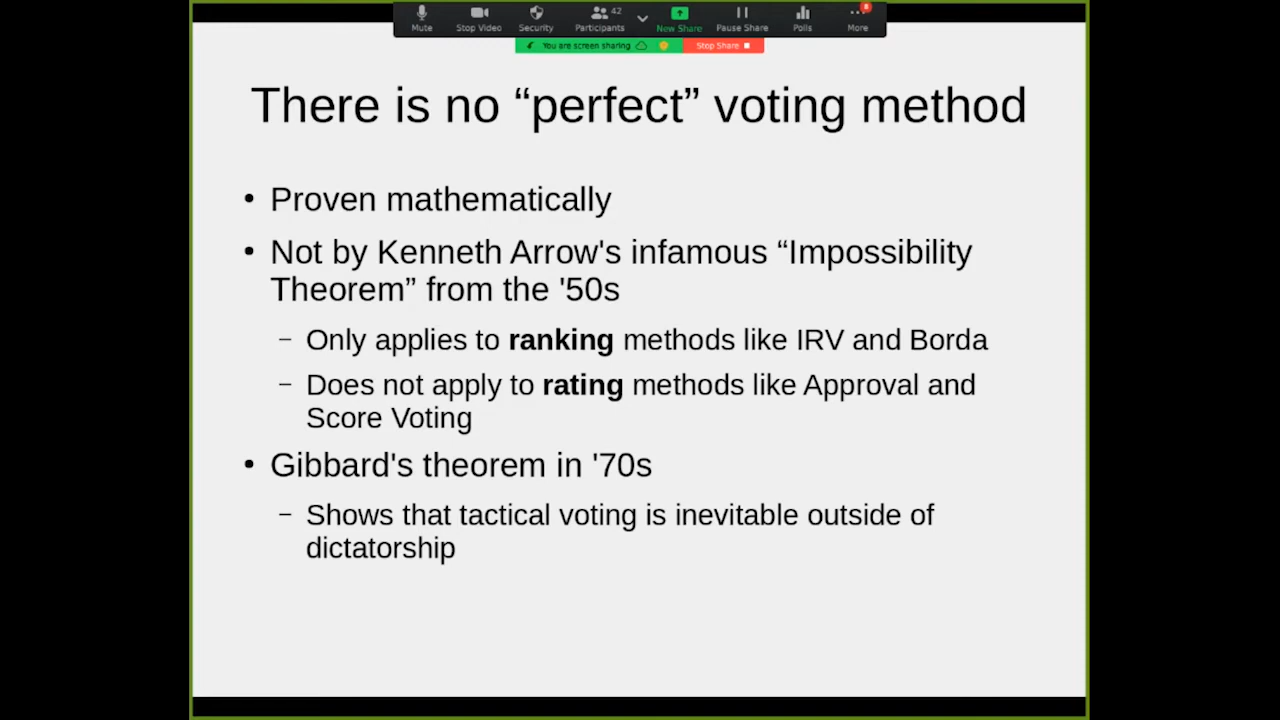 42
8
Mute
Stop Video
Security
Participants
New Share
Pause Share
Polls
More
You are screen sharing
Stop Share
There is no “perfect” voting method
• Proven mathematically
• Not by Kenneth Arrow's infamous “Impossibility
Theorem” from the '50s
– Only applies to ranking methods like IRV and Borda
– Does not apply to rating methods like Approval and
Score Voting
• Gibbard's theorem in '70s
– Shows that tactical voting is inevitable outside of
dictatorship